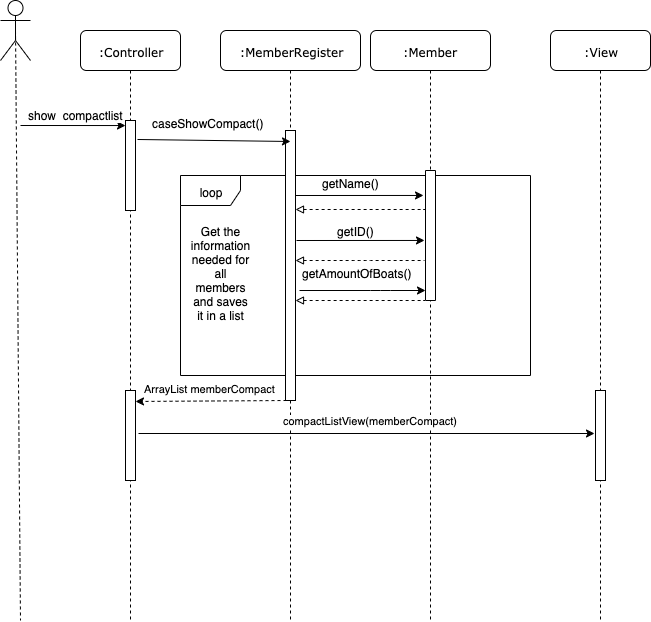 :Controller
:MemberRegister
:Member
:View
show compactlist
caseShowCompact()
loop
getName()
Get the
information
needed for
all
members
and saves
it in a list
getID()
getAmountOfBoats()
ArrayList memberCompact
compactListView(memberCompact)